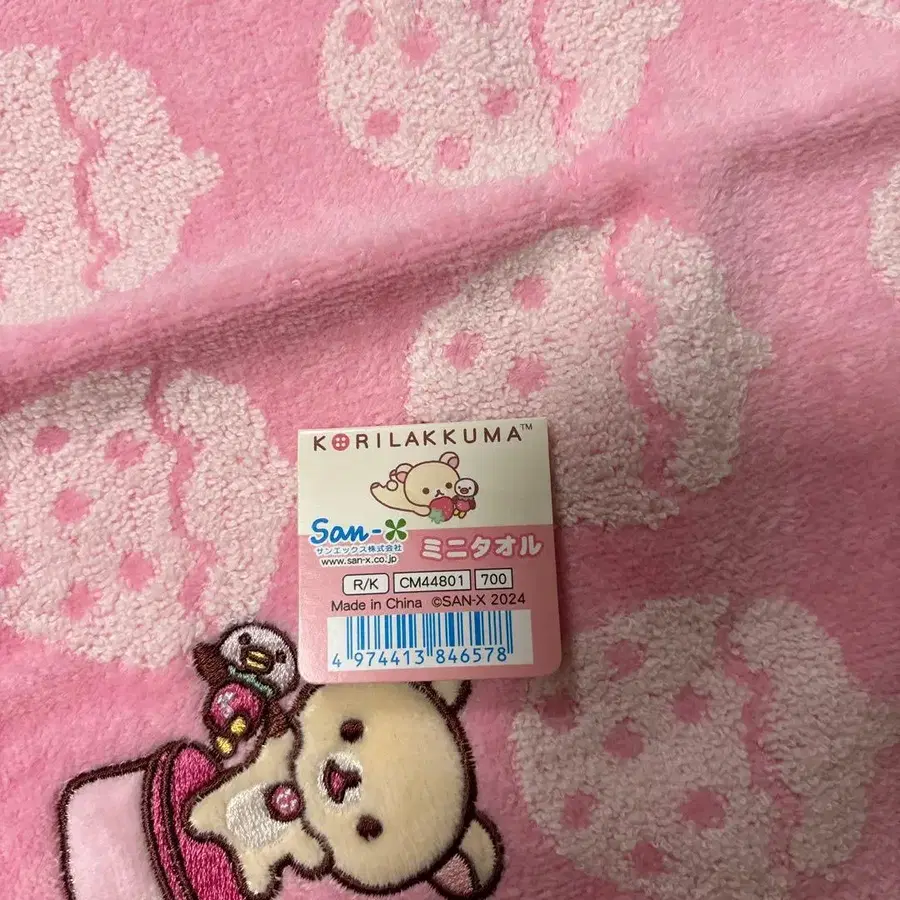 KORILAKKUMA™
San-X
サンエックス株式会社
www.san-x.co.jp
ミニタオル
R/K CM44801 700
Made in China ©SAN-X 2024
4 974413 846578